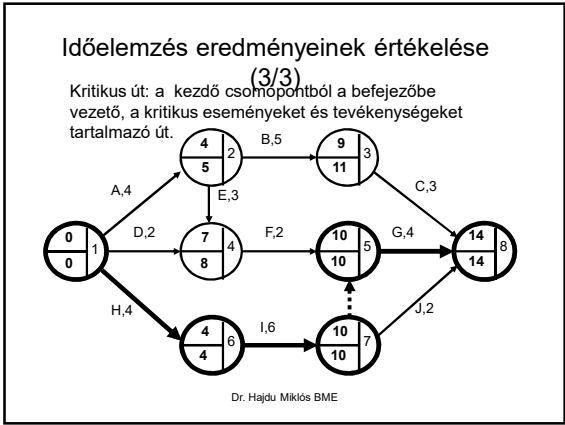 Időelemzés eredményeinek értékelése
(3/3)
Kritikus út: a kezdő csomópontból a befejezőbe
vezető, a kritikus eseményeket és tevékenységeket
tartalmazó út.
4
5
2
B,5
9
11
3
A,4
E,3
C,3
0
0
1
D,2
7
8
4
F,2
10
10
5
G,4
14
14
8
H,4
4
4
6
I,6
10
10
7
J,2
Dr. Hajdu Miklós BME